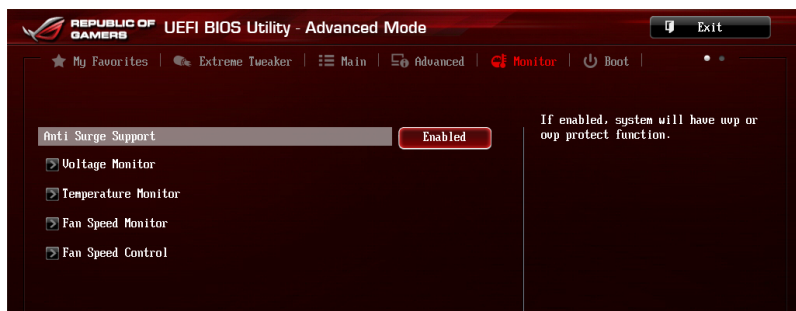 REPUBLIC OF GAMERS UEFI BIOS Utility - Advanced Mode
Exit
My Favorites Extreme Tweaker Main Advanced Monitor Boot
Anti Surge Support Enabled
Voltage Monitor
Temperature Monitor
Fan Speed Monitor
Fan Speed Control
If enabled, system will have uvp or
ovp protect function.